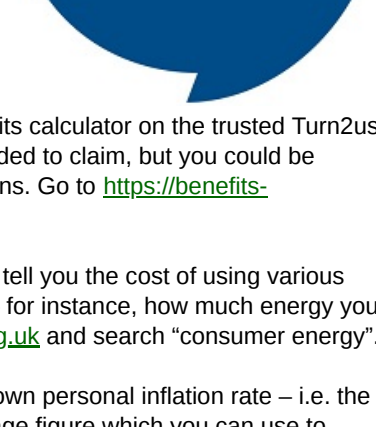 its calculator on the trusted Turn2us
ded to claim, but you could be
ns. Go to https://benefits-
tell you the cost of using various
for instance, how much energy you
g.uk and search “consumer energy”.
own personal inflation rate – i.e. the
ge figure which you can use to